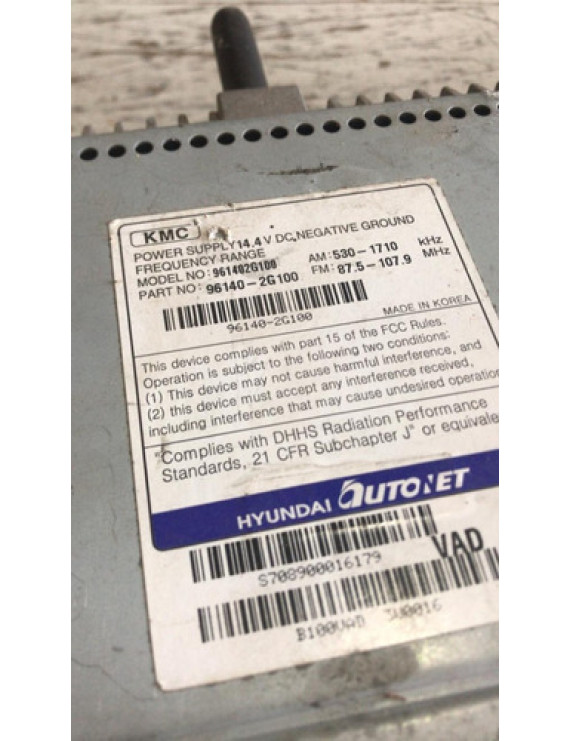 KMC
POWER SUPPLY 14.4 V DC, NEGATIVE GROUND
FREQUENCY RANGE AM: 530-1710 kHz
MODEL NO: 961402G100 FM: 87.5-107.9 MHz
PART NO: 96140-2G100
96140-2G100
MADE IN KOREA
This device complies with part 15 of the FCC Rules.
Operation is subject to the following two conditions:
(1) This device may not cause harmful interference, and
(2) this device must accept any interference received,
including interference that may cause undesired operation
"Complies with DHHS Radiation Performance
Standards, 21 CFR Subchapter J" or equivale
HYUNDAI AUTONET
S708900016179
VAD
B100VAD